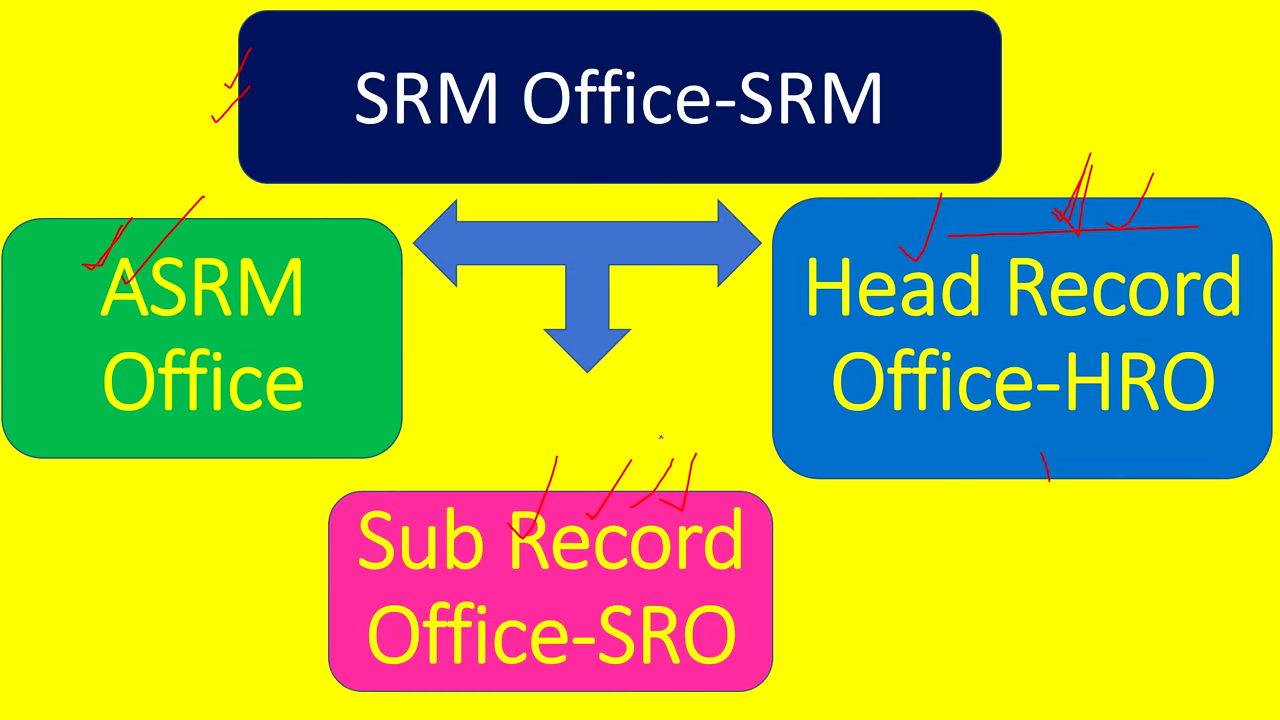 SRM Office-SRM
ASRM
Office
Head Record
Office-HRO
Sub Record
Office-SRO